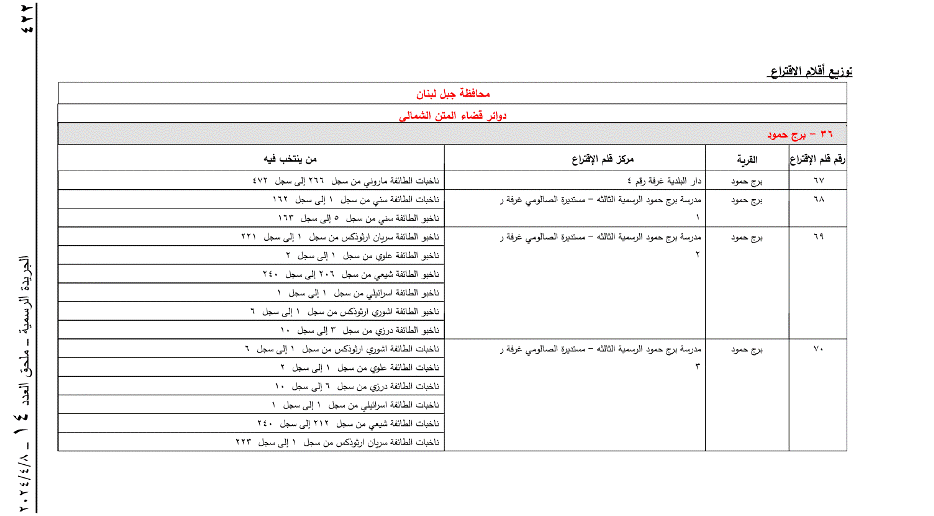 ٤٢٢
توزيع أقلام الاقتراع
محافظة جبل لبنان
دوائر قضاء المتن الشمالي
٣٦ - برج حمود
رقم قلم الإقتراع القرية مركز قلم الإقتراع من ينتخب فيه
٦٧ برج حمود دار البلدية غرفة رقم ٤ ناخبات الطائفة ماروني من سجل ٢٦٦ إلى سجل ٤٧٢
٦٨ برج حمود مدرسة برج حمود الرسمية الثالثه - مستديرة الصالومي غرفة ر ناخبات الطائفة سني من سجل ١ إلى سجل ١٦٢
١ ناخبو الطائفة سني من سجل ٥ إلى سجل ١٦٣
٦٩ برج حمود مدرسة برج حمود الرسمية الثالثه - مستديرة الصالومي غرفة ر ناخبو الطائفة سريان ارثوذكس من سجل ١ إلى سجل ٢٢١
٢ ناخبو الطائفة علوي من سجل ١ إلى سجل ٢
ناخبو الطائفة شيعي من سجل ٢٠٦ إلى سجل ٢٤٠
ناخبو الطائفة اسرائيلي من سجل ١ إلى سجل ١
ناخبو الطائفة اشوري ارثوذكس من سجل ١ إلى سجل ٦
ناخبو الطائفة درزي من سجل ٣ إلى سجل ١٠
٧٠ برج حمود مدرسة برج حمود الرسمية الثالثه - مستديرة الصالومي غرفة ر ناخبات الطائفة اشوري ارثوذكس من سجل ١ إلى سجل ٦
٣ ناخبات الطائفة علوي من سجل ١ إلى سجل ٢
ناخبات الطائفة درزي من سجل ٦ إلى سجل ١٠
ناخبات الطائفة اسرائيلي من سجل ١ إلى سجل ١
ناخبات الطائفة شيعي من سجل ٢١٢ إلى سجل ٢٤٠
ناخبات الطائفة سريان ارثوذكس من سجل ١ إلى سجل ٢٢٣
الجريدة الرسمية - ملحق العدد ١٤ - ٢٠٢٤/٤/٨